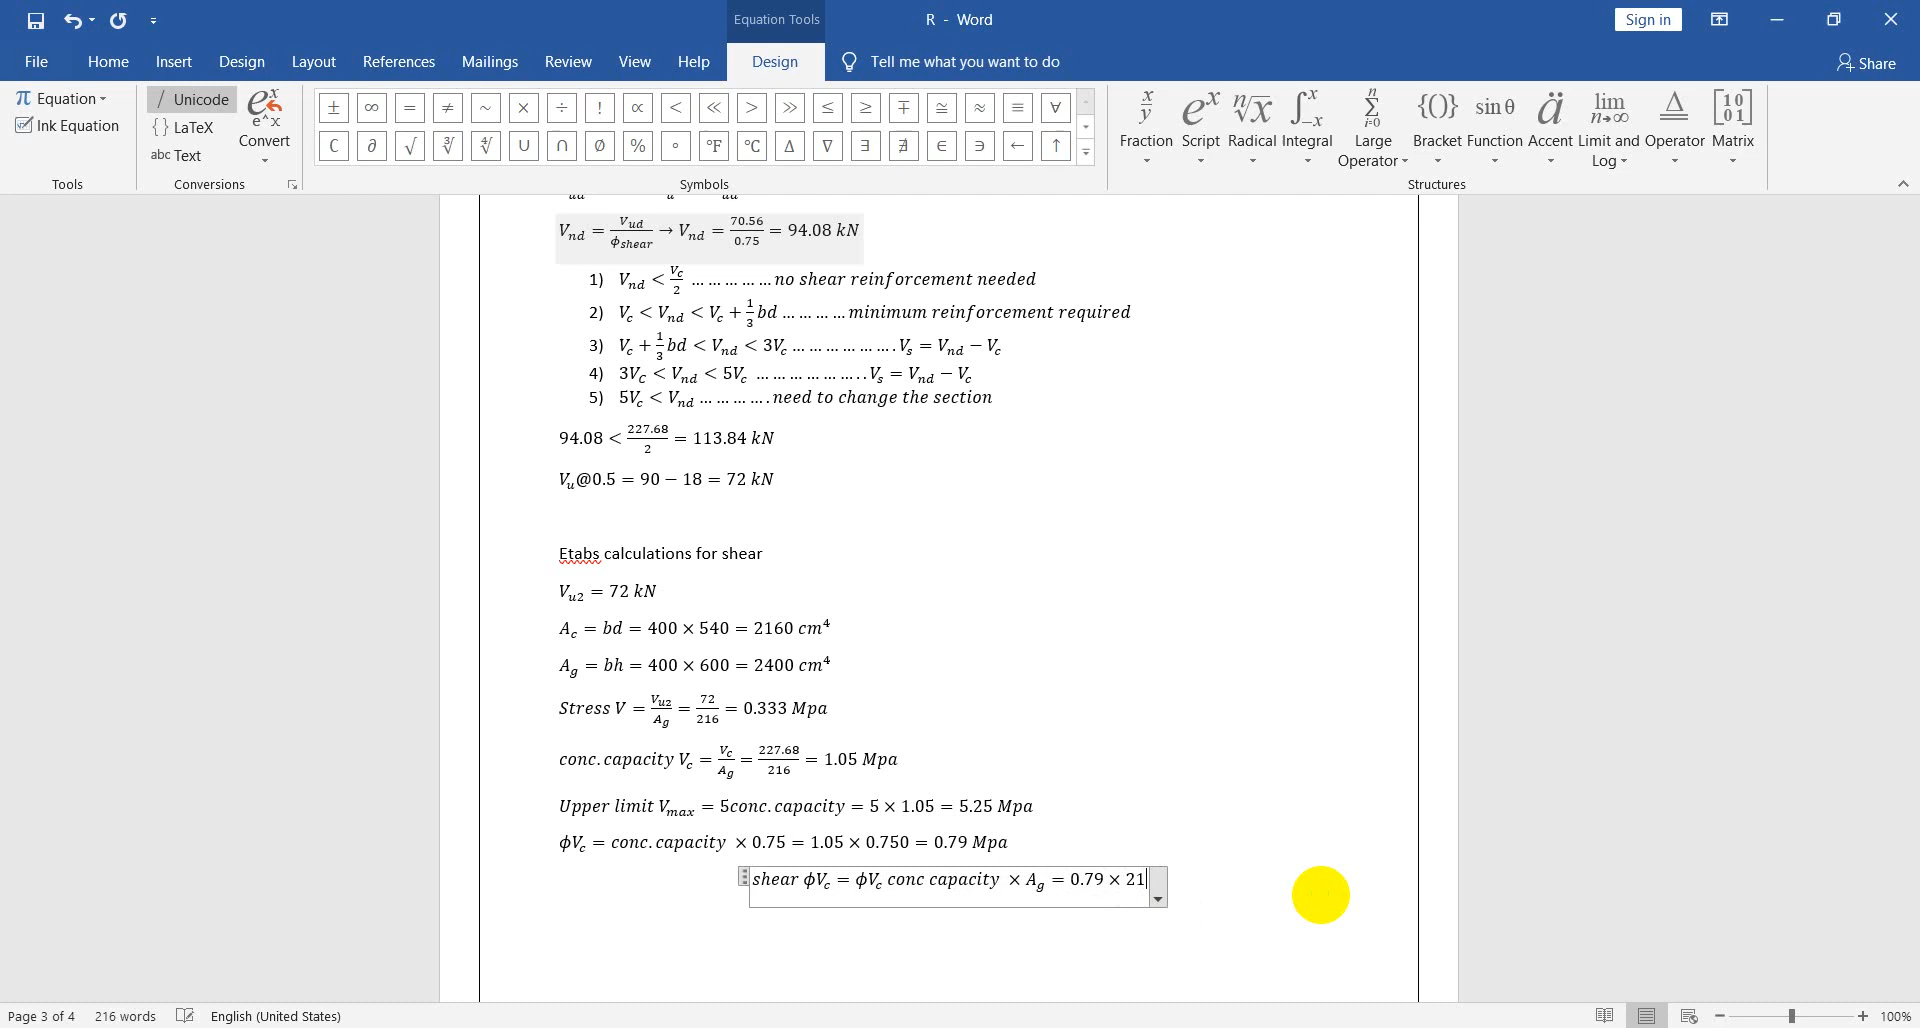 Equation Tools
R - Word
Sign in
File Home Insert Design Layout References Mailings Review View Help Design Tell me what you want to do Share
π Equation
Ink Equation
Tools
/ Unicode
{} LaTeX
abc Text
Convert
Conversions
± ∞ = ≠ ~ × ÷ ! ∝ < ≪ > ≫ ≤ ≥ ∓ ≅ ≈ ≡ ∀
∁ ∂ √ ∛ ∜ ∪ ∩ ∅ % ° °F °C ∆ ∇ ∃ ∄ ∈ ∋ ← ↑
Symbols
Fraction Script Radical Integral Large Operator Bracket Function Accent Limit and Log Operator Matrix
Structures
V_nd = V_ud/ϕ_shear → V_nd = 70.56/0.75 = 94.08 kN
1) V_nd < V_c/2 … … … … … no shear reinforcement needed
2) V_c < V_nd < V_c + 1/3 bd … … … … minimum reinforcement required
3) V_c + 1/3 bd < V_nd < 3V_c … … … … … … . V_s = V_nd − V_c
4) 3V_C < V_nd < 5V_c … … … … … … . . V_s = V_nd − V_c
5) 5V_c < V_nd … … … … . need to change the section
94.08 < 227.68/2 = 113.84 kN
V_u@0.5 = 90 − 18 = 72 kN
Etabs calculations for shear
V_u2 = 72 kN
A_c = bd = 400 × 540 = 2160 cm⁴
A_g = bh = 400 × 600 = 2400 cm⁴
Stress V = V_u2/A_g = 72/216 = 0.333 Mpa
conc. capacity V_c = V_c/A_g = 227.68/216 = 1.05 Mpa
Upper limit V_max = 5conc. capacity = 5 × 1.05 = 5.25 Mpa
ϕV_c = conc. capacity × 0.75 = 1.05 × 0.750 = 0.79 Mpa
shear ϕV_c = ϕV_c conc capacity × A_g = 0.79 × 21
Page 3 of 4 216 words English (United States) 100%